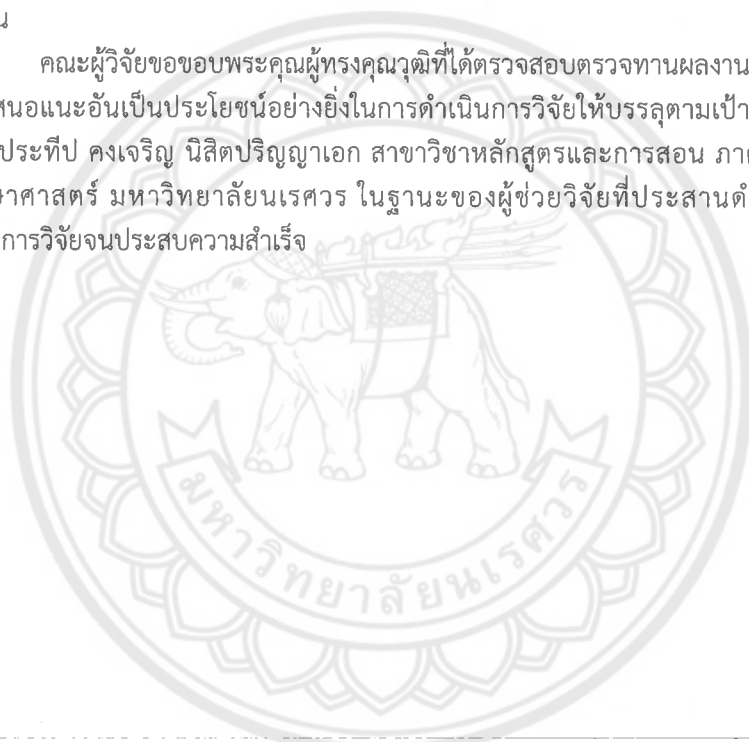 น
คณะผู้วิจัยขอขอบพระคุณผู้ทรงคุณวุฒิที่ได้ตรวจสอบตรวจทานผลงาน
สนอแนะอันเป็นประโยชน์อย่างยิ่งในการดำเนินการวิจัยให้บรรลุตามเป้า
ประทีป คงเจริญ นิสิตปริญญาเอก สาขาวิชาหลักสูตรและการสอน ภา
าศาสตร์ มหาวิทยาลัยนเรศวร ในฐานะของผู้ช่วยวิจัยที่ประสานดำ
การวิจัยจนประสบความสำเร็จ
มหาวิทยาลัยนเรศวร